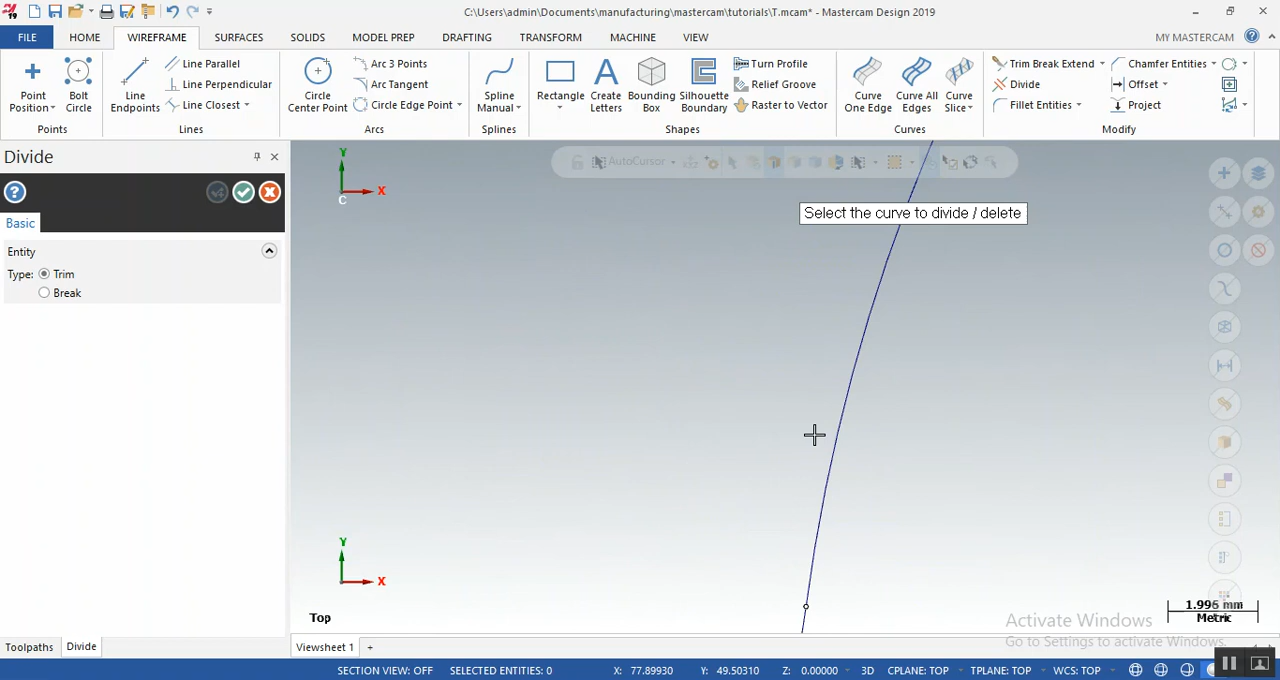 19
C:\Users\admin\Documents\manufacturing\mastercam\tutorials\T.mcam* - Mastercam Design 2019
FILE HOME WIREFRAME SURFACES SOLIDS MODEL PREP DRAFTING TRANSFORM MACHINE VIEW MY MASTERCAM
Point Position
Bolt Circle
Points
Line Endpoints
Line Parallel
Line Perpendicular
Line Closest
Lines
Circle Center Point
Arc 3 Points
Arc Tangent
Circle Edge Point
Arcs
Spline Manual
Splines
Rectangle
Create Letters
Bounding Box
Silhouette Boundary
Turn Profile
Relief Groove
Raster to Vector
Shapes
Curve One Edge
Curve All Edges
Curve Slice
Curves
Trim Break Extend
Divide
Fillet Entities
Chamfer Entities
Offset
Project
Modify
Divide
Basic
Entity
Type: Trim
Break
AutoCursor
Select the curve to divide / delete
Y
X
C
Y
X
Top
1.996 mm
Metric
Activate Windows
Go to Settings to activate Windows.
Toolpaths Divide
Viewsheet 1 +
SECTION VIEW: OFF SELECTED ENTITIES: 0 X: 77.89930 Y: 49.50310 Z: 0.00000 3D CPLANE: TOP TPLANE: TOP WCS: TOP